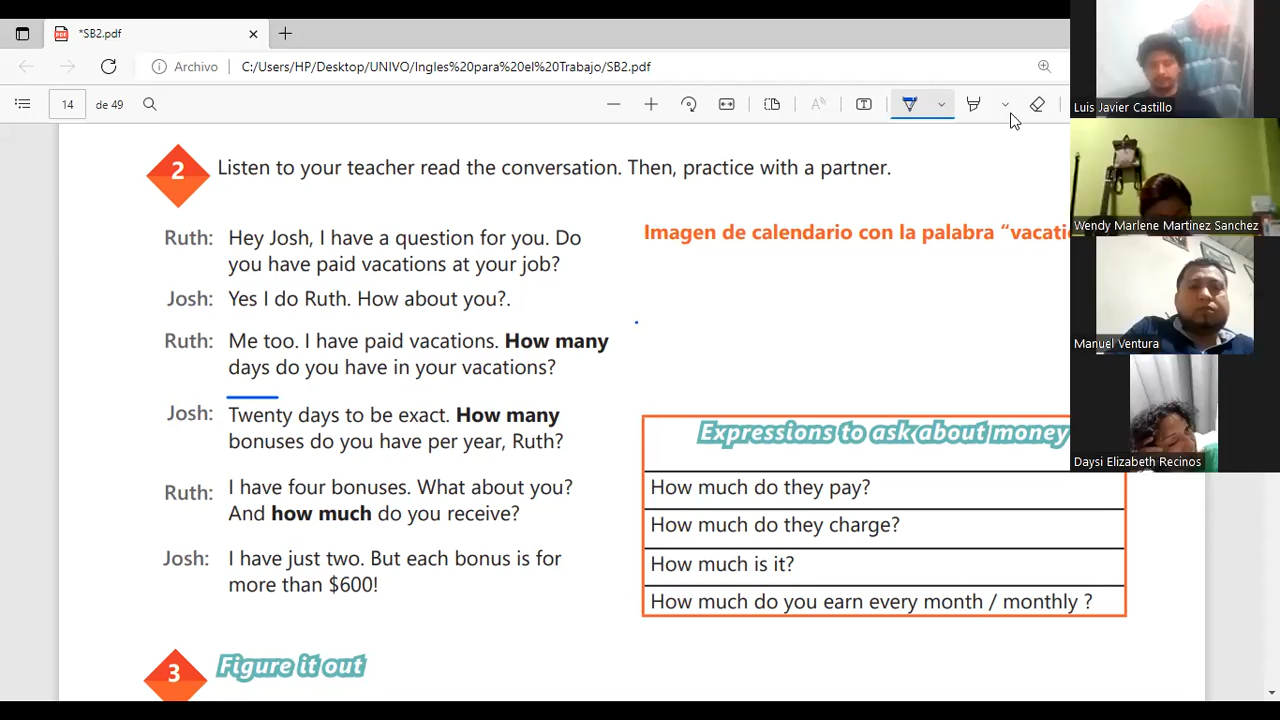 *SB2.pdf
Archivo
C:/Users/HP/Desktop/UNIVO/Ingles%20para%20el%20Trabajo/SB2.pdf
14
de 49
2
Listen to your teacher read the conversation. Then, practice with a partner.
Ruth: Hey Josh, I have a question for you. Do
you have paid vacations at your job?
Josh: Yes I do Ruth. How about you?.
Ruth: Me too. I have paid vacations. How many
days do you have in your vacations?
Josh: Twenty days to be exact. How many
bonuses do you have per year, Ruth?
Ruth: I have four bonuses. What about you?
And how much do you receive?
Josh: I have just two. But each bonus is for
more than $600!
Imagen de calendario con la palabra “vacati
Expressions to ask about money
How much do they pay?
How much do they charge?
How much is it?
How much do you earn every month / monthly ?
3
Figure it out
Luis Javier Castillo
Wendy Marlene Martinez Sanchez
Manuel Ventura
Daysi Elizabeth Recinos